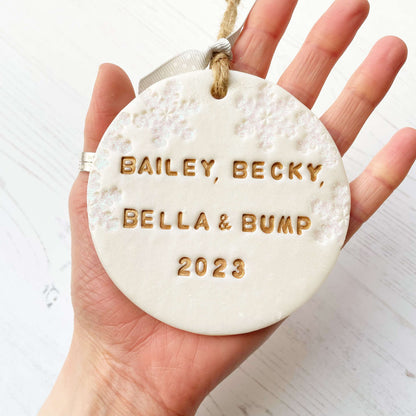 BAILEY, BECKY,
BELLA & BUMP
2023